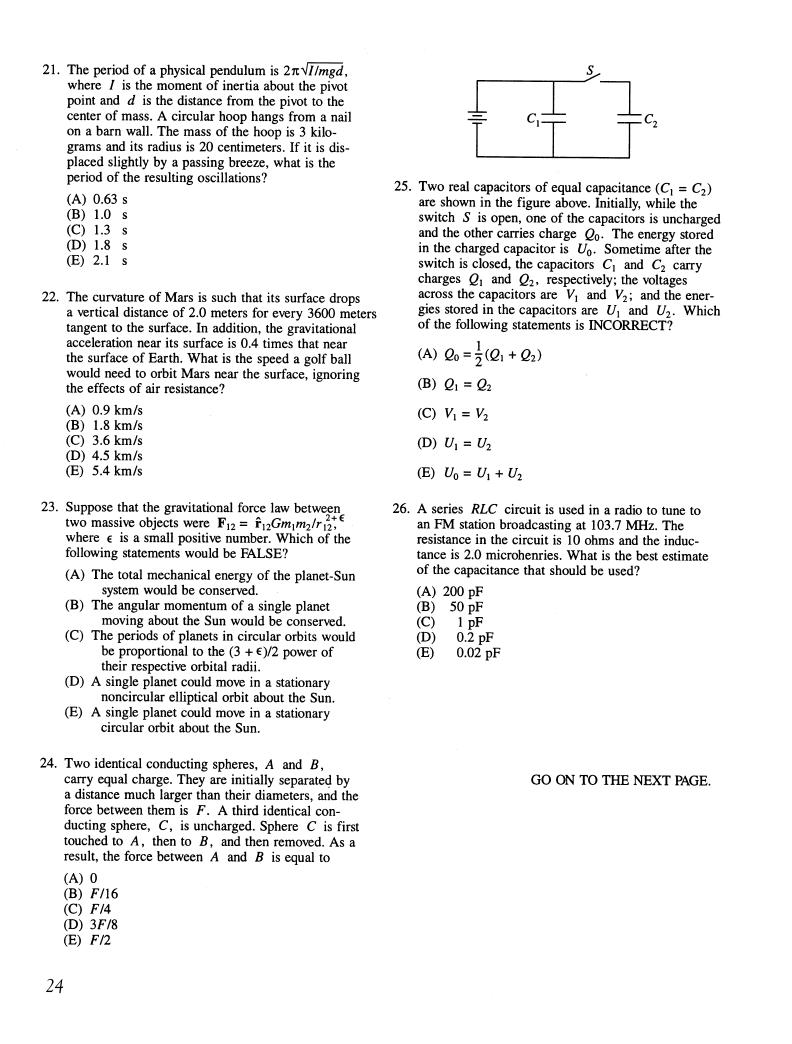 21. The period of a physical pendulum is 2π√I/mgd,
where I is the moment of inertia about the pivot
point and d is the distance from the pivot to the
center of mass. A circular hoop hangs from a nail
on a barn wall. The mass of the hoop is 3 kilo-
grams and its radius is 20 centimeters. If it is dis-
placed slightly by a passing breeze, what is the
period of the resulting oscillations?
(A) 0.63 s
(B) 1.0 s
(C) 1.3 s
(D) 1.8 s
(E) 2.1 s
22. The curvature of Mars is such that its surface drops
a vertical distance of 2.0 meters for every 3600 meters
tangent to the surface. In addition, the gravitational
acceleration near its surface is 0.4 times that near
the surface of Earth. What is the speed a golf ball
would need to orbit Mars near the surface, ignoring
the effects of air resistance?
(A) 0.9 km/s
(B) 1.8 km/s
(C) 3.6 km/s
(D) 4.5 km/s
(E) 5.4 km/s
23. Suppose that the gravitational force law between
two massive objects were F₁₂ = r̂₁₂Gm₁m₂/r₁₂²⁺ᵋ,
where ϵ is a small positive number. Which of the
following statements would be FALSE?
(A) The total mechanical energy of the planet-Sun
system would be conserved.
(B) The angular momentum of a single planet
moving about the Sun would be conserved.
(C) The periods of planets in circular orbits would
be proportional to the (3 + ϵ)/2 power of
their respective orbital radii.
(D) A single planet could move in a stationary
noncircular elliptical orbit about the Sun.
(E) A single planet could move in a stationary
circular orbit about the Sun.
24. Two identical conducting spheres, A and B,
carry equal charge. They are initially separated by
a distance much larger than their diameters, and the
force between them is F. A third identical con-
ducting sphere, C, is uncharged. Sphere C is first
touched to A, then to B, and then removed. As a
result, the force between A and B is equal to
(A) 0
(B) F/16
(C) F/4
(D) 3F/8
(E) F/2
24
S
C₁
C₂
25. Two real capacitors of equal capacitance (C₁ = C₂)
are shown in the figure above. Initially, while the
switch S is open, one of the capacitors is uncharged
and the other carries charge Q₀. The energy stored
in the charged capacitor is U₀. Sometime after the
switch is closed, the capacitors C₁ and C₂ carry
charges Q₁ and Q₂, respectively; the voltages
across the capacitors are V₁ and V₂; and the ener-
gies stored in the capacitors are U₁ and U₂. Which
of the following statements is INCORRECT?
(A) Q₀ = 1/2 (Q₁ + Q₂)
(B) Q₁ = Q₂
(C) V₁ = V₂
(D) U₁ = U₂
(E) U₀ = U₁ + U₂
26. A series RLC circuit is used in a radio to tune to
an FM station broadcasting at 103.7 MHz. The
resistance in the circuit is 10 ohms and the induc-
tance is 2.0 microhenries. What is the best estimate
of the capacitance that should be used?
(A) 200 pF
(B) 50 pF
(C) 1 pF
(D) 0.2 pF
(E) 0.02 pF
GO ON TO THE NEXT PAGE.